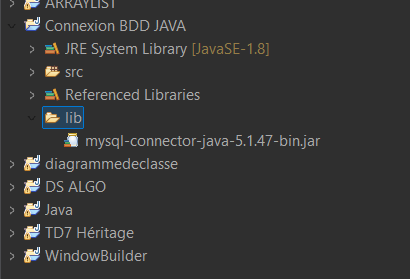 ARRAYLIST
Connexion BDD JAVA
JRE System Library [JavaSE-1.8]
src
Referenced Libraries
lib
mysql-connector-java-5.1.47-bin.jar
diagrammedeclasse
DS ALGO
Java
TD7 Héritage
WindowBuilder